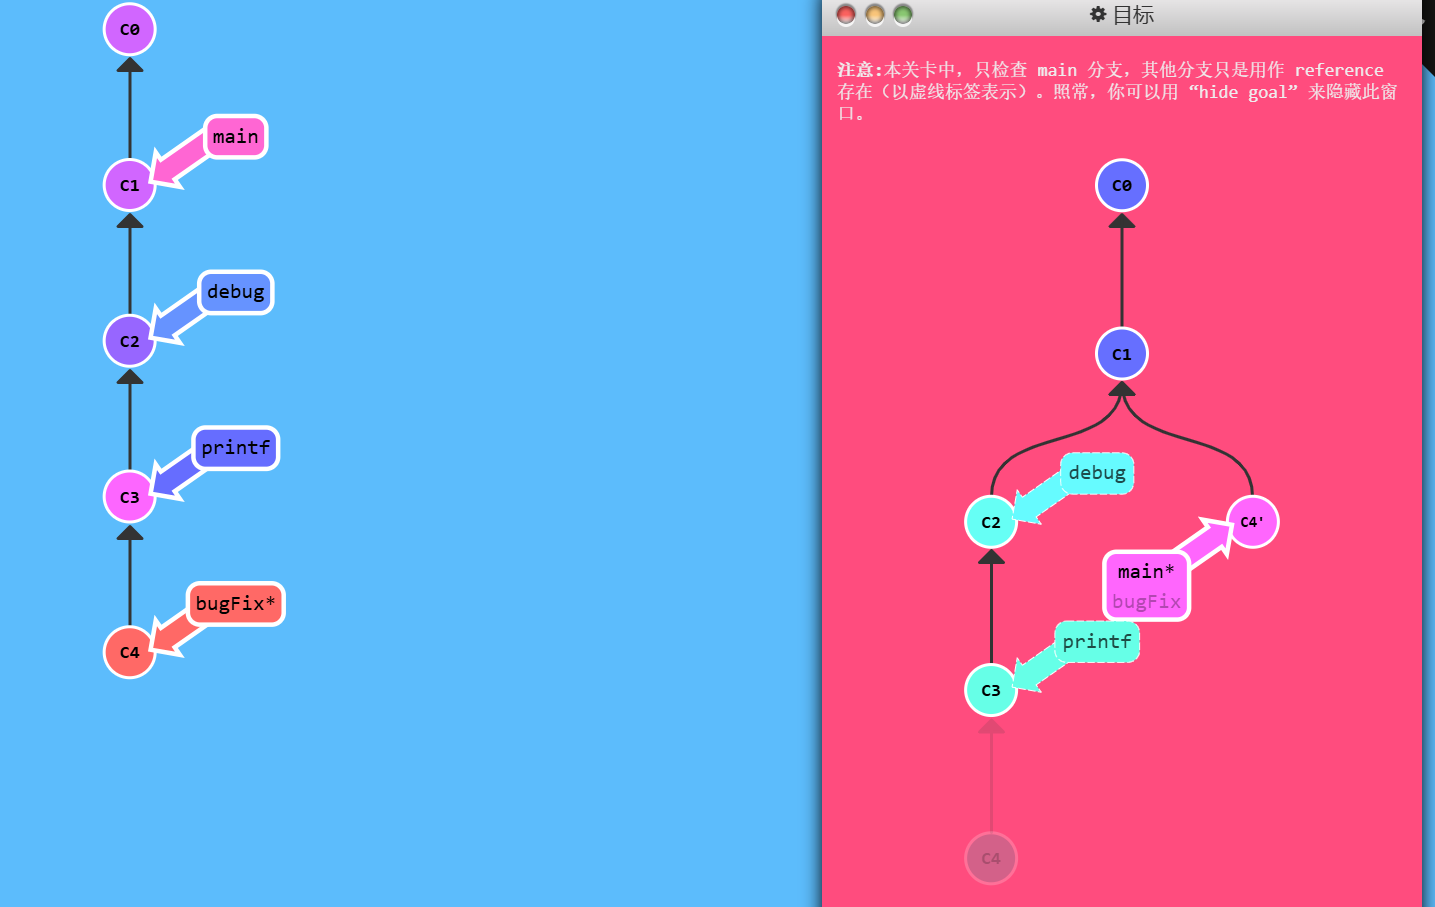 C0
main
C1
debug
C2
printf
C3
bugFix*
C4
目标
注意:本关卡中，只检查 main 分支，其他分支只是用作 reference
存在（以虚线标签表示）。照常，你可以用 “hide goal” 来隐藏此窗
口。
C0
C1
debug
C2
C4'
main*
bugFix
printf
C3
C4